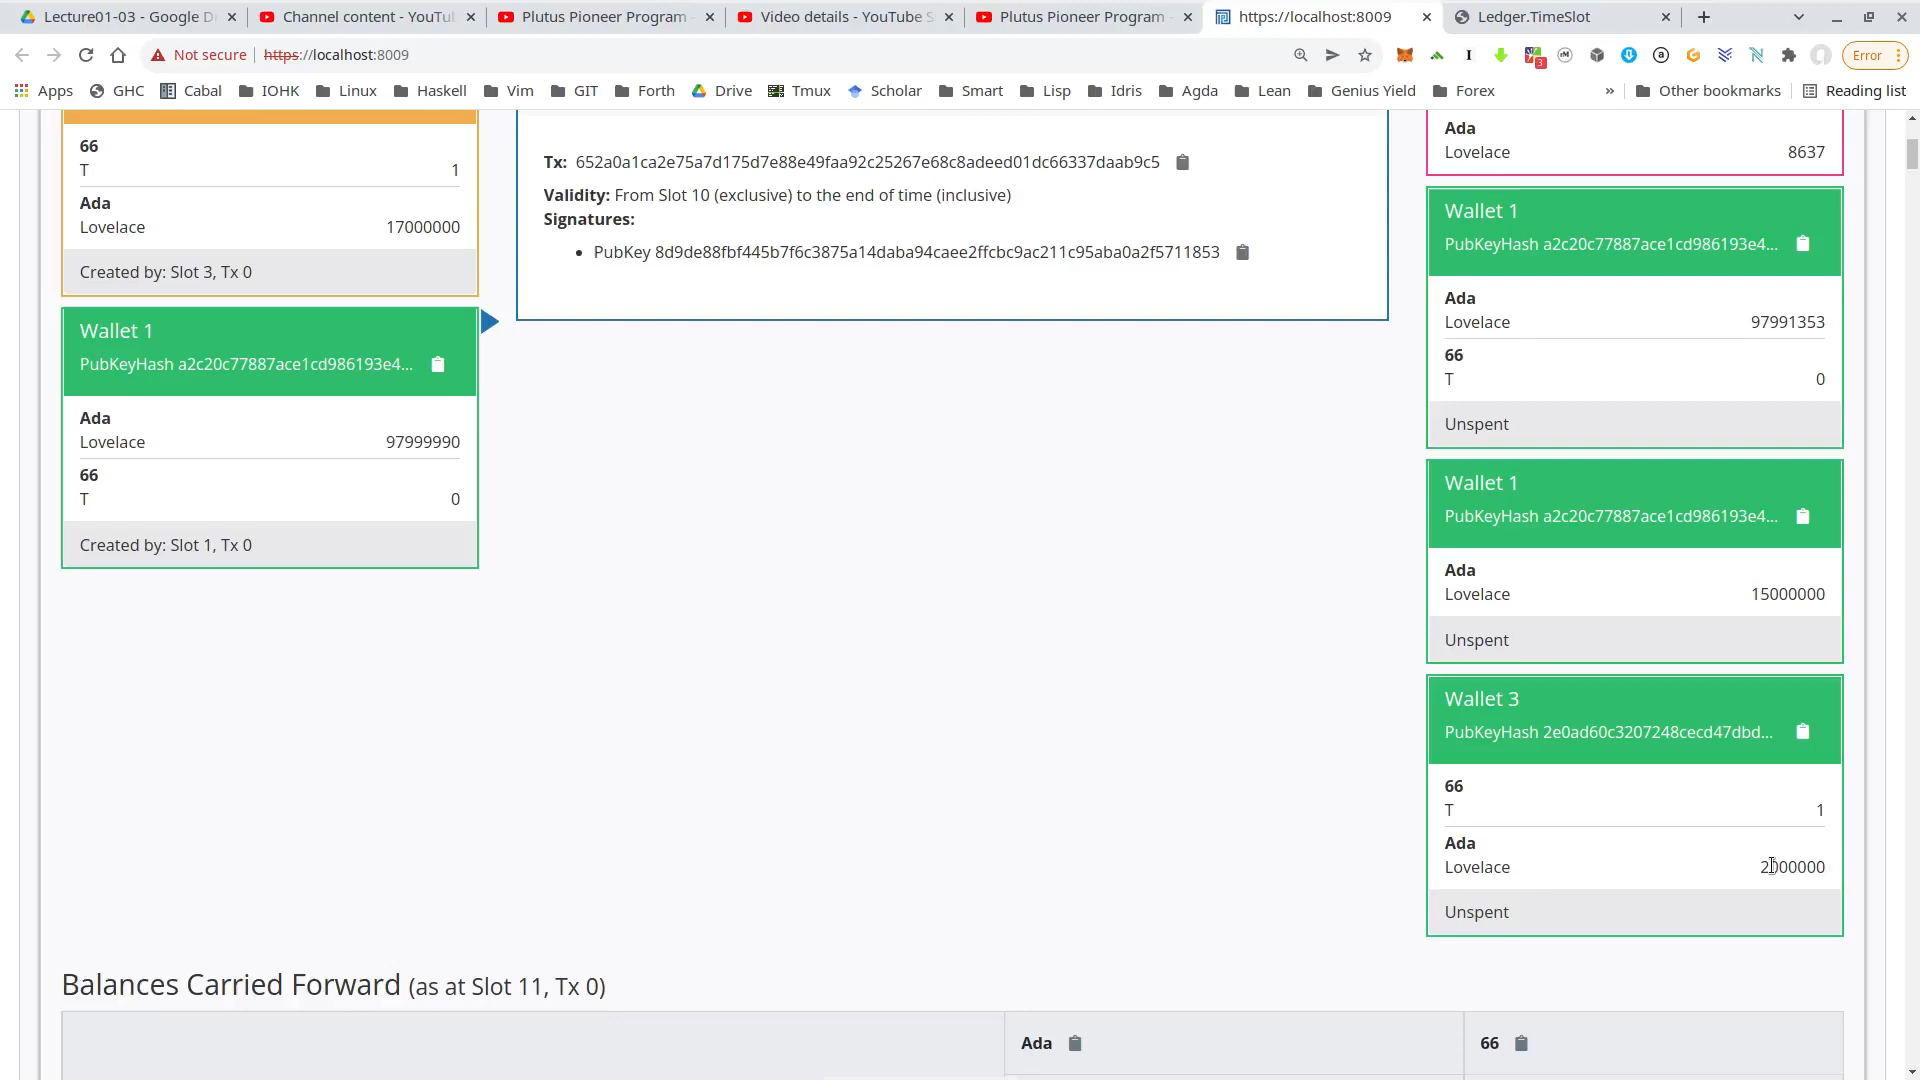 Lecture01-03 - Google D
Channel content - YouTu
Plutus Pioneer Program -
Video details - YouTube S
Plutus Pioneer Program -
https://localhost:8009
Ledger.TimeSlot
Not secure
https://localhost:8009
Error
Apps
GHC
Cabal
IOHK
Linux
Haskell
Vim
GIT
Forth
Drive
Tmux
Scholar
Smart
Lisp
Idris
Agda
Lean
Genius Yield
Forex
»
Other bookmarks
Reading list
66
T 1
Ada
Lovelace 17000000
Created by: Slot 3, Tx 0
Wallet 1
PubKeyHash a2c20c77887ace1cd986193e4...
Ada
Lovelace 97999990
66
T 0
Created by: Slot 1, Tx 0
Tx: 652a0a1ca2e75a7d175d7e88e49faa92c25267e68c8adeed01dc66337daab9c5
Validity: From Slot 10 (exclusive) to the end of time (inclusive)
Signatures:
• PubKey 8d9de88fbf445b7f6c3875a14daba94caee2ffcbc9ac211c95aba0a2f5711853
Ada
Lovelace 8637
Wallet 1
PubKeyHash a2c20c77887ace1cd986193e4...
Ada
Lovelace 97991353
66
T 0
Unspent
Wallet 1
PubKeyHash a2c20c77887ace1cd986193e4...
Ada
Lovelace 15000000
Unspent
Wallet 3
PubKeyHash 2e0ad60c3207248cecd47dbd...
66
T 1
Ada
Lovelace 2000000
Unspent
Balances Carried Forward (as at Slot 11, Tx 0)
Ada
66